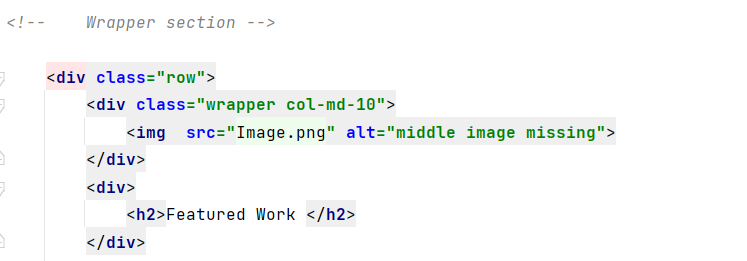 <!--    Wrapper section -->
<div class="row">
<div class="wrapper col-md-10">
<img  src="Image.png" alt="middle image missing">
</div>
<div>
<h2>Featured Work </h2>
</div>